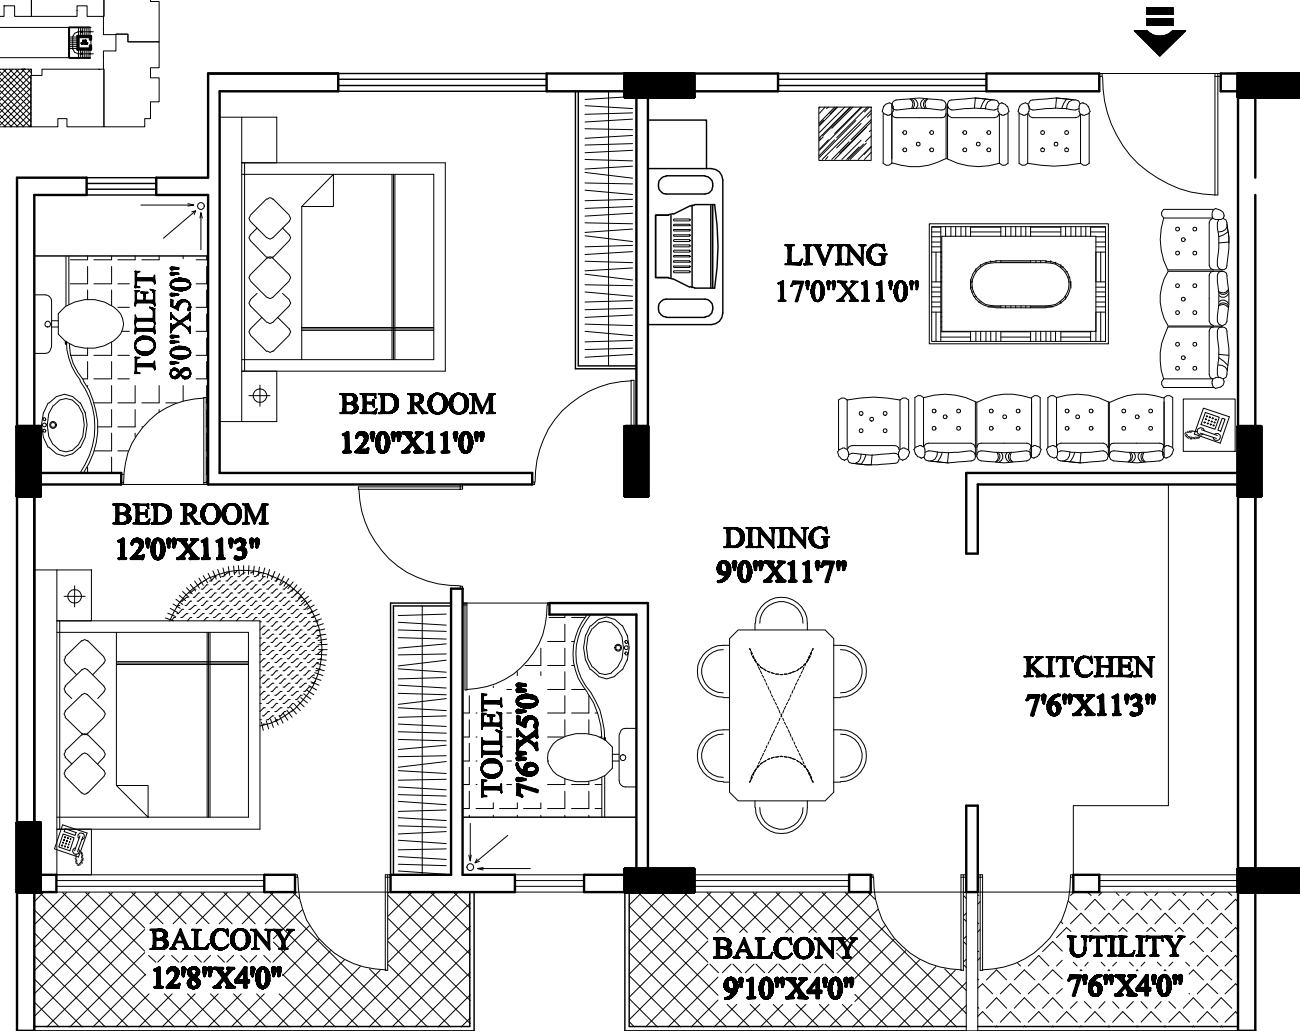 LIVING
17'0"X11'0"
TOILET
8'0"X5'0"
BED ROOM
12'0"X11'0"
BED ROOM
12'0"X11'3"
DINING
9'0"X11'7"
KITCHEN
7'6"X11'3"
TOILET
7'6"X5'0"
BALCONY
12'8"X4'0"
BALCONY
9'10"X4'0"
UTILITY
7'6"X4'0"